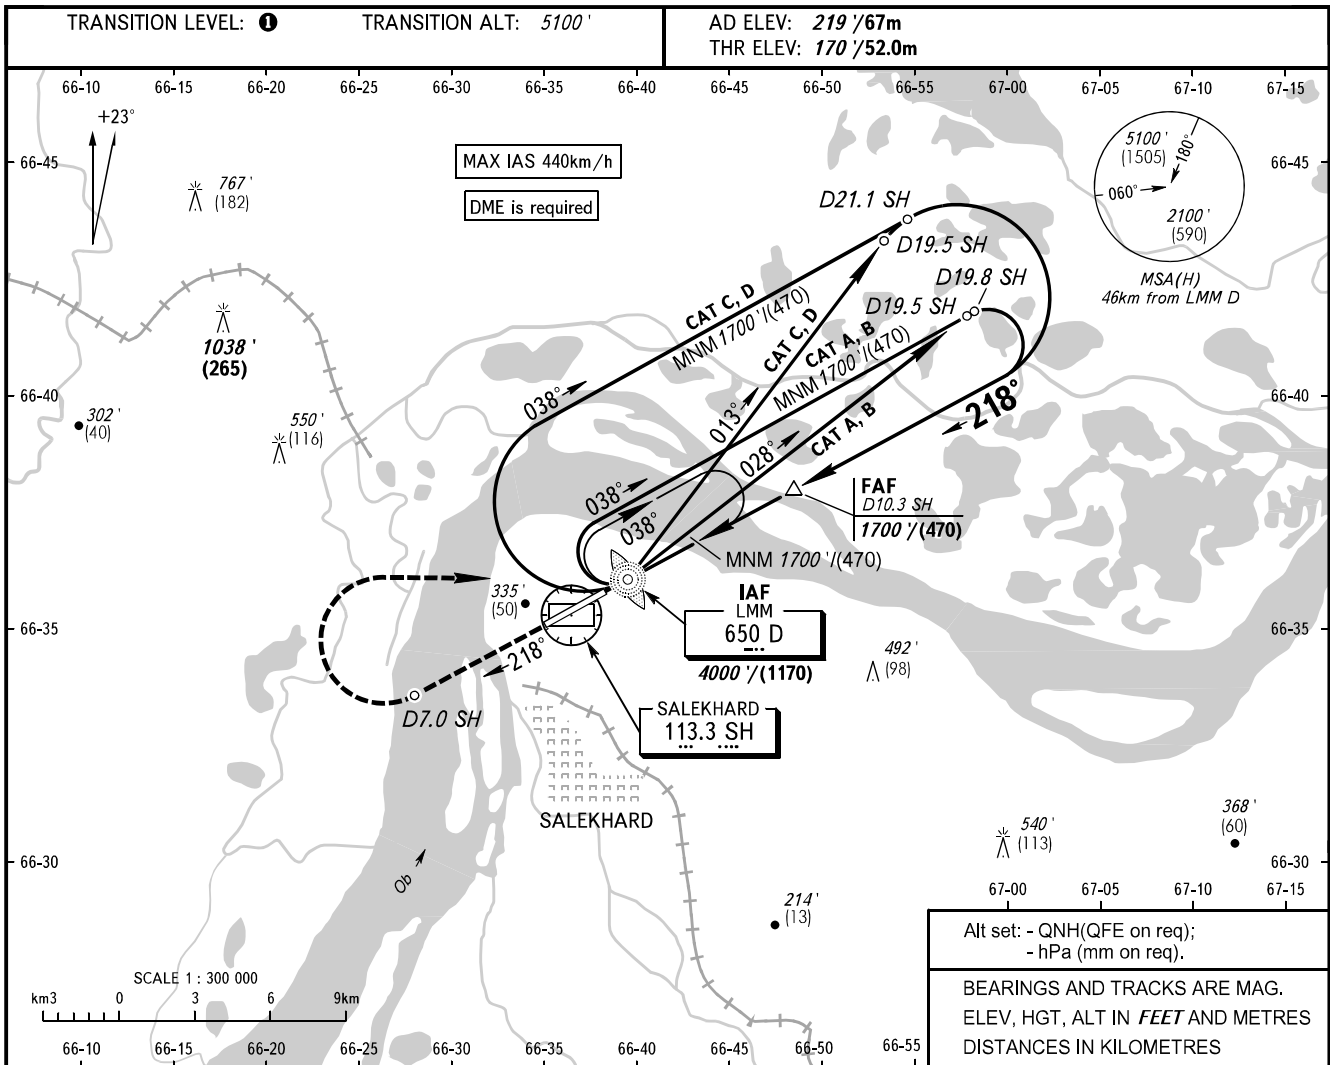 TRANSITION LEVEL: ❶ TRANSITION ALT: 5100 '
AD ELEV: 219 '/67m
THR ELEV: 170 '/52.0m
66-10 66-15 66-20 66-25 66-30 66-35 66-40 66-45 66-50 66-55 67-00 67-05 67-10 67-15
+23°
66-45
66-45
767 '
(182)
MAX IAS 440km/h
DME is required
5100 '
(1505)
180°
060°
2100 '
(590)
MSA(H)
46km from LMM D
D21.1 SH
D19.5 SH
D19.8 SH
D19.5 SH
CAT C, D
MNM 1700 '/(470)
CAT C, D
CAT A, B
MNM 1700 '/(470)
1038 '
(265)
66-40
66-40
302 '
(40)
550 '
(116)
038°
013°
028°
CAT A, B
218°
038°
038°
FAF
D10.3 SH
1700 '/(470)
MNM 1700 '/(470)
335 '
(50)
IAF
LMM
650 D
4000 '/(1170)
66-35
66-35
218°
492 '
(98)
D7.0 SH
SALEKHARD
113.3 SH
SALEKHARD
368 '
(60)
540 '
(113)
66-30
66-30
Ob
67-00 67-05 67-10 67-15
214 '
(13)
Alt set: - QNH(QFE on req);
- hPa (mm on req).
SCALE 1 : 300 000
km3 0 3 6 9km
BEARINGS AND TRACKS ARE MAG.
ELEV, HGT, ALT IN FEET AND METRES
DISTANCES IN KILOMETRES
66-10 66-15 66-20 66-25 66-30 66-35 66-40 66-45 66-50 66-55